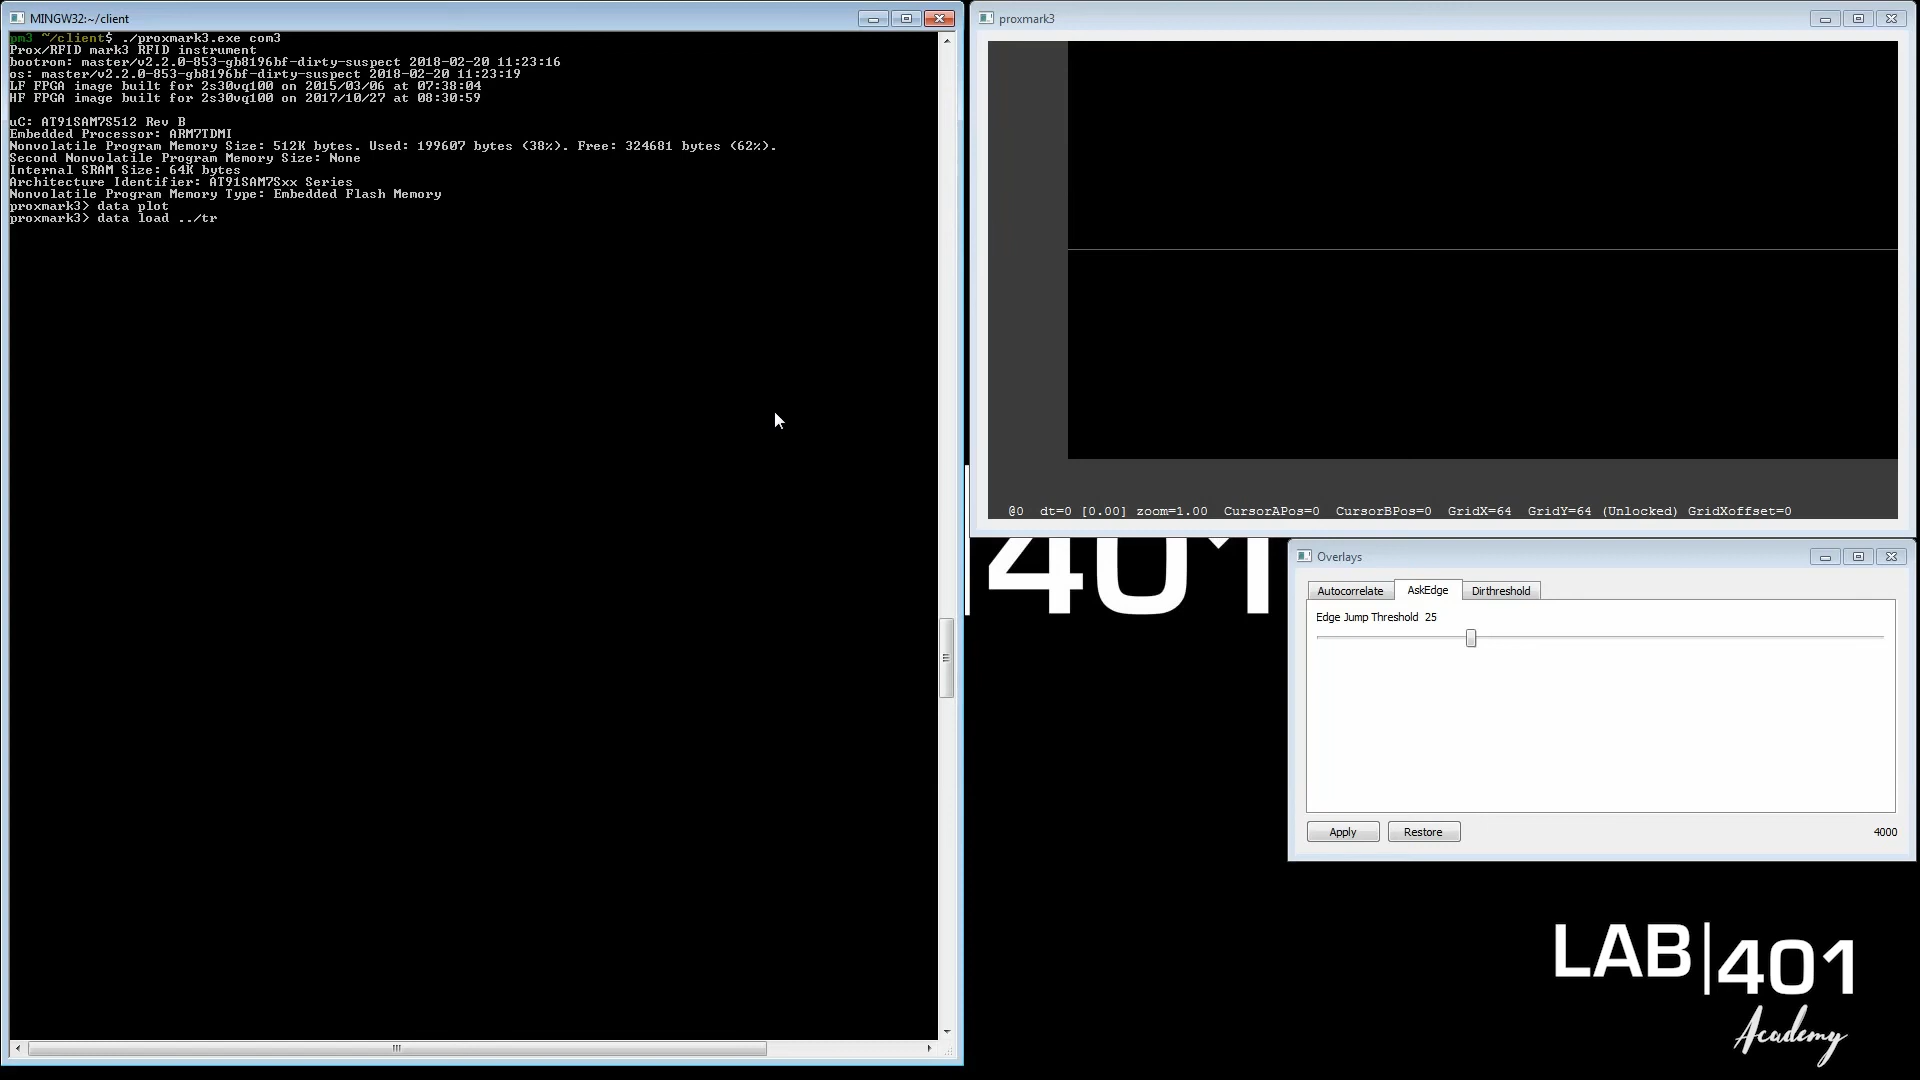 MINGW32:~/client
pm3 ~/client$ ./proxmark3.exe com3
Prox/RFID mark3 RFID instrument
bootrom: master/v2.2.0-853-gb8196bf-dirty-suspect 2018-02-20 11:23:16
os: master/v2.2.0-853-gb8196bf-dirty-suspect 2018-02-20 11:23:19
LF FPGA image built for 2s30vq100 on 2015/03/06 at 07:38:04
HF FPGA image built for 2s30vq100 on 2017/10/27 at 08:30:59
uC: AT91SAM7S512 Rev B
Embedded Processor: ARM7TDMI
Nonvolatile Program Memory Size: 512K bytes. Used: 199607 bytes (38%). Free: 324681 bytes (62%).
Second Nonvolatile Program Memory Size: None
Internal SRAM Size: 64K bytes
Architecture Identifier: AT91SAM7Sxx Series
Nonvolatile Program Memory Type: Embedded Flash Memory
proxmark3> data plot
proxmark3> data load ../tr
proxmark3
@0 dt=0 [0.00] zoom=1.00 CursorAPos=0 CursorBPos=0 GridX=64 GridY=64 (Unlocked) GridXoffset=0
401
Overlays
Autocorrelate AskEdge Dirthreshold
Edge Jump Threshold 25
Apply Restore 4000
LAB|401
Academy